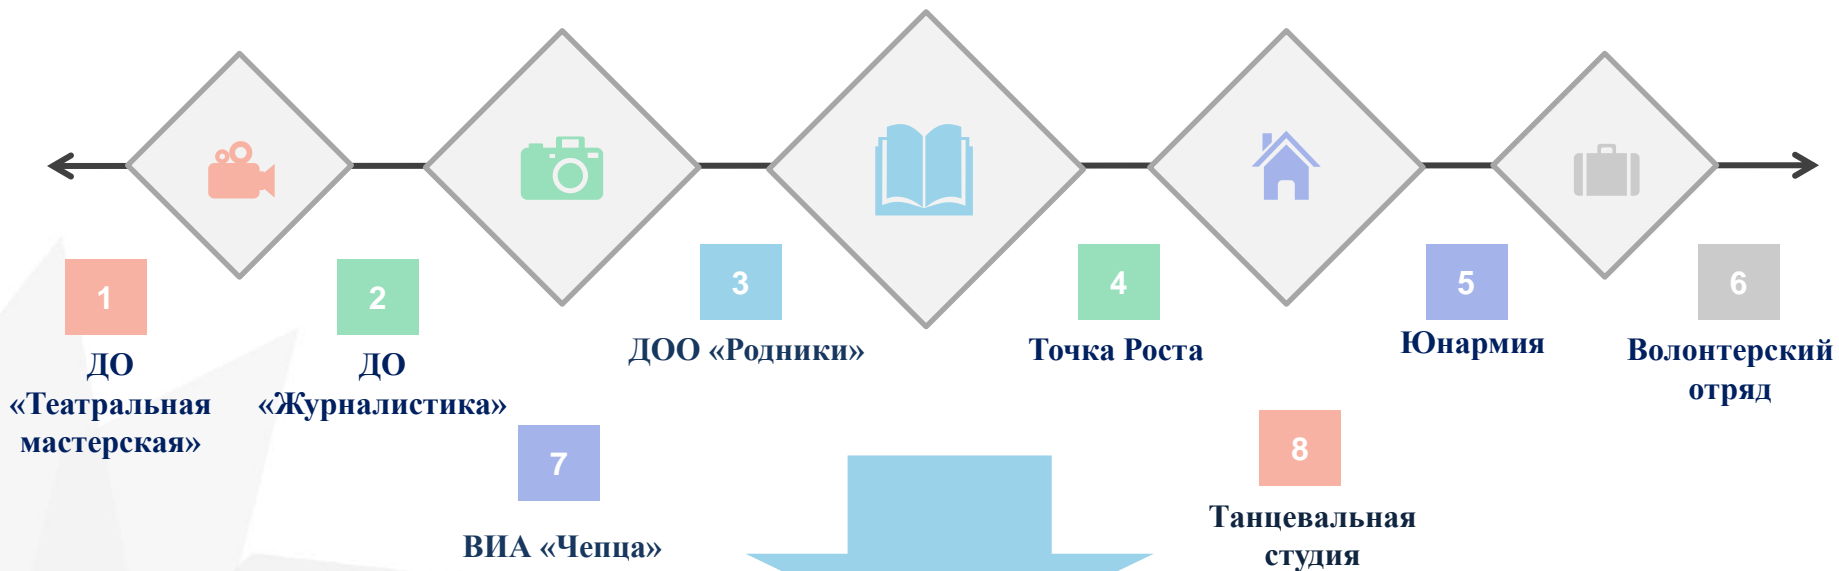 1
ДО
«Театральная
мастерская»
2
ДО
«Журналистика»
3
ДОО «Родники»
4
Точка Роста
5
Юнармия
6
Волонтерский
отряд
7
ВИА «Чепца»
8
Танцевальная
студия